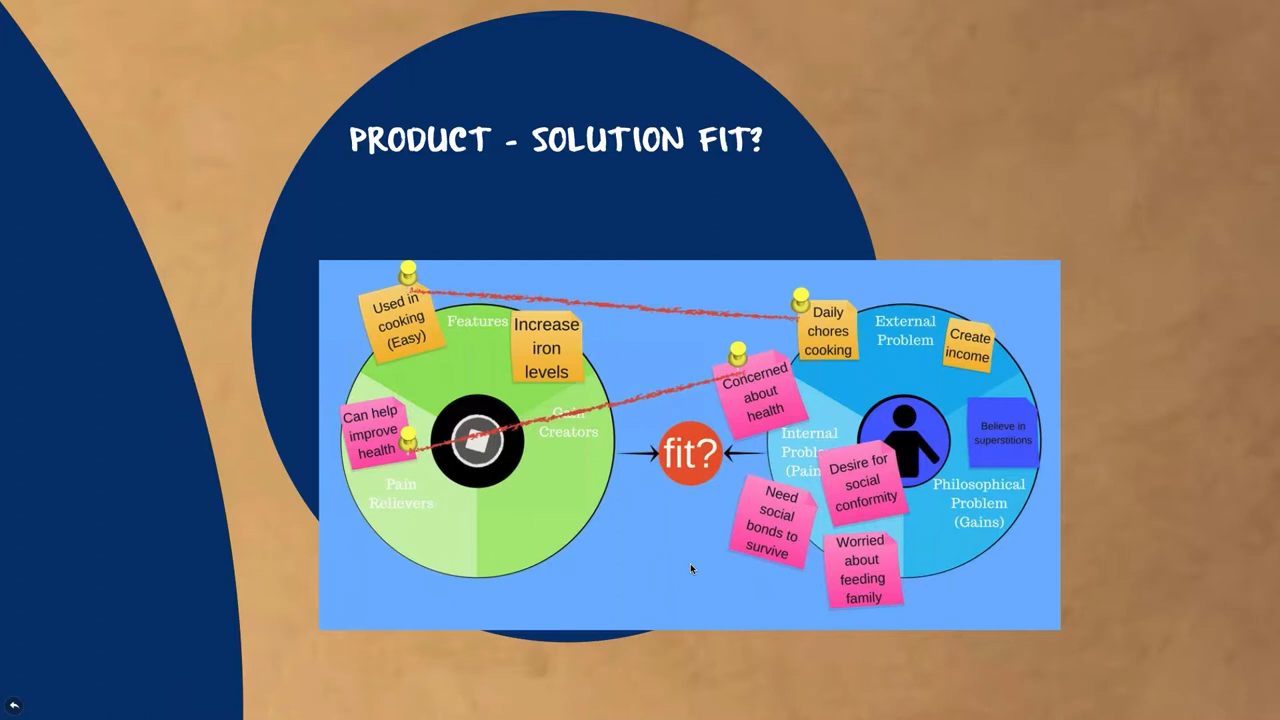 PRODUCT - SOLUTION FIT?
Used in
cooking
(Easy)
Features
Increase
iron
levels
Can help
improve
health
Gain
Creators
Pain
Relievers
fit?
Daily
chores
cooking
External
Problem
Create
income
Concerned
about
health
Internal
Believe in
superstitions
Desire for
social
conformity
Philosophical
Problem
(Gains)
Need
social
bonds to
survive
Worried
about
feeding
family